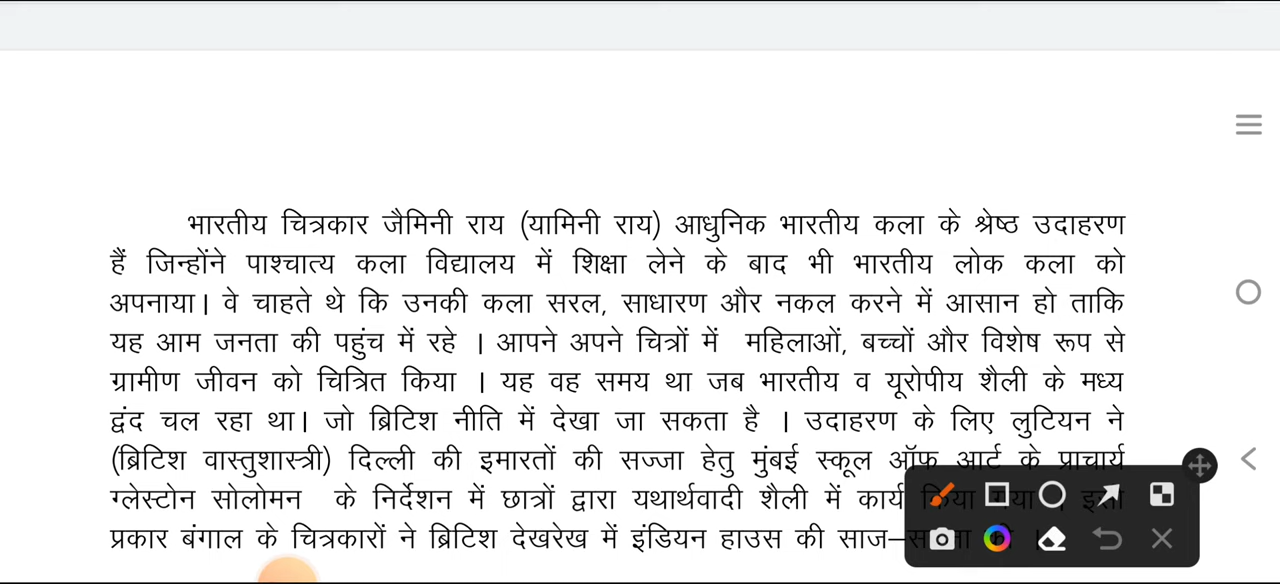 भारतीय चित्रकार जैमिनी राय (यामिनी राय) आधुनिक भारतीय कला के श्रेष्ठ उदाहरण
हैं जिन्होंने पाश्चात्य कला विद्यालय में शिक्षा लेने के बाद भी भारतीय लोक कला को
अपनाया। वे चाहते थे कि उनकी कला सरल, साधारण और नकल करने में आसान हो ताकि
यह आम जनता की पहुंच में रहे । आपने अपने चित्रों में महिलाओं, बच्चों और विशेष रूप से
ग्रामीण जीवन को चित्रित किया । यह वह समय था जब भारतीय व यूरोपीय शैली के मध्य
द्वंद चल रहा था। जो ब्रिटिश नीति में देखा जा सकता है । उदाहरण के लिए लुटियन ने
(ब्रिटिश वास्तुशास्त्री) दिल्ली की इमारतों की सज्जा हेतु मुंबई स्कूल ऑफ आर्ट के प्राचार्य
ग्लेस्टोन सोलोमन के निर्देशन में छात्रों द्वारा यथार्थवादी शैली में कार्य किया गया
प्रकार बंगाल के चित्रकारों ने ब्रिटिश देखरेख में इंडियन हाउस की साज–